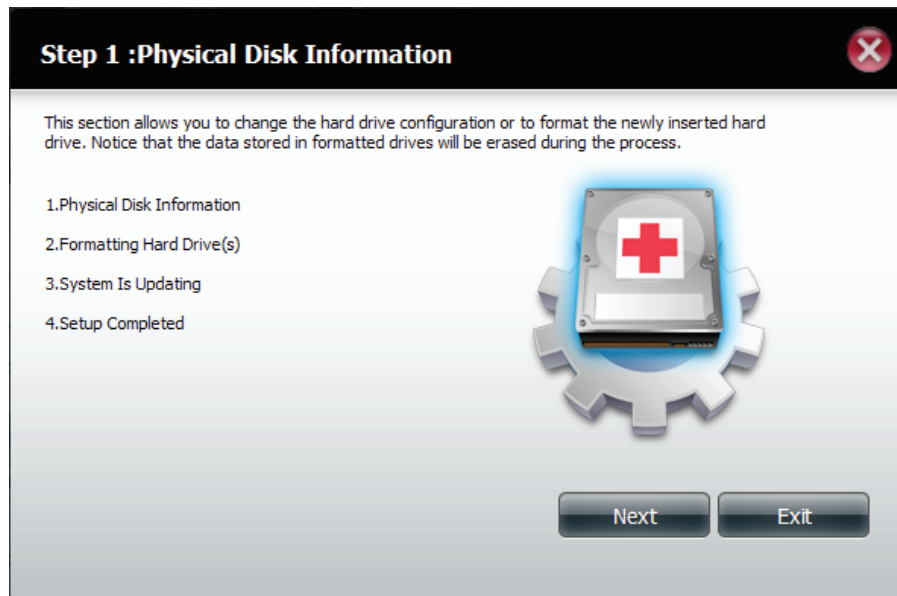 Step 1 :Physical Disk Information
This section allows you to change the hard drive configuration or to format the newly inserted hard
drive. Notice that the data stored in formatted drives will be erased during the process.
1.Physical Disk Information
2.Formatting Hard Drive(s)
3.System Is Updating
4.Setup Completed
Next
Exit